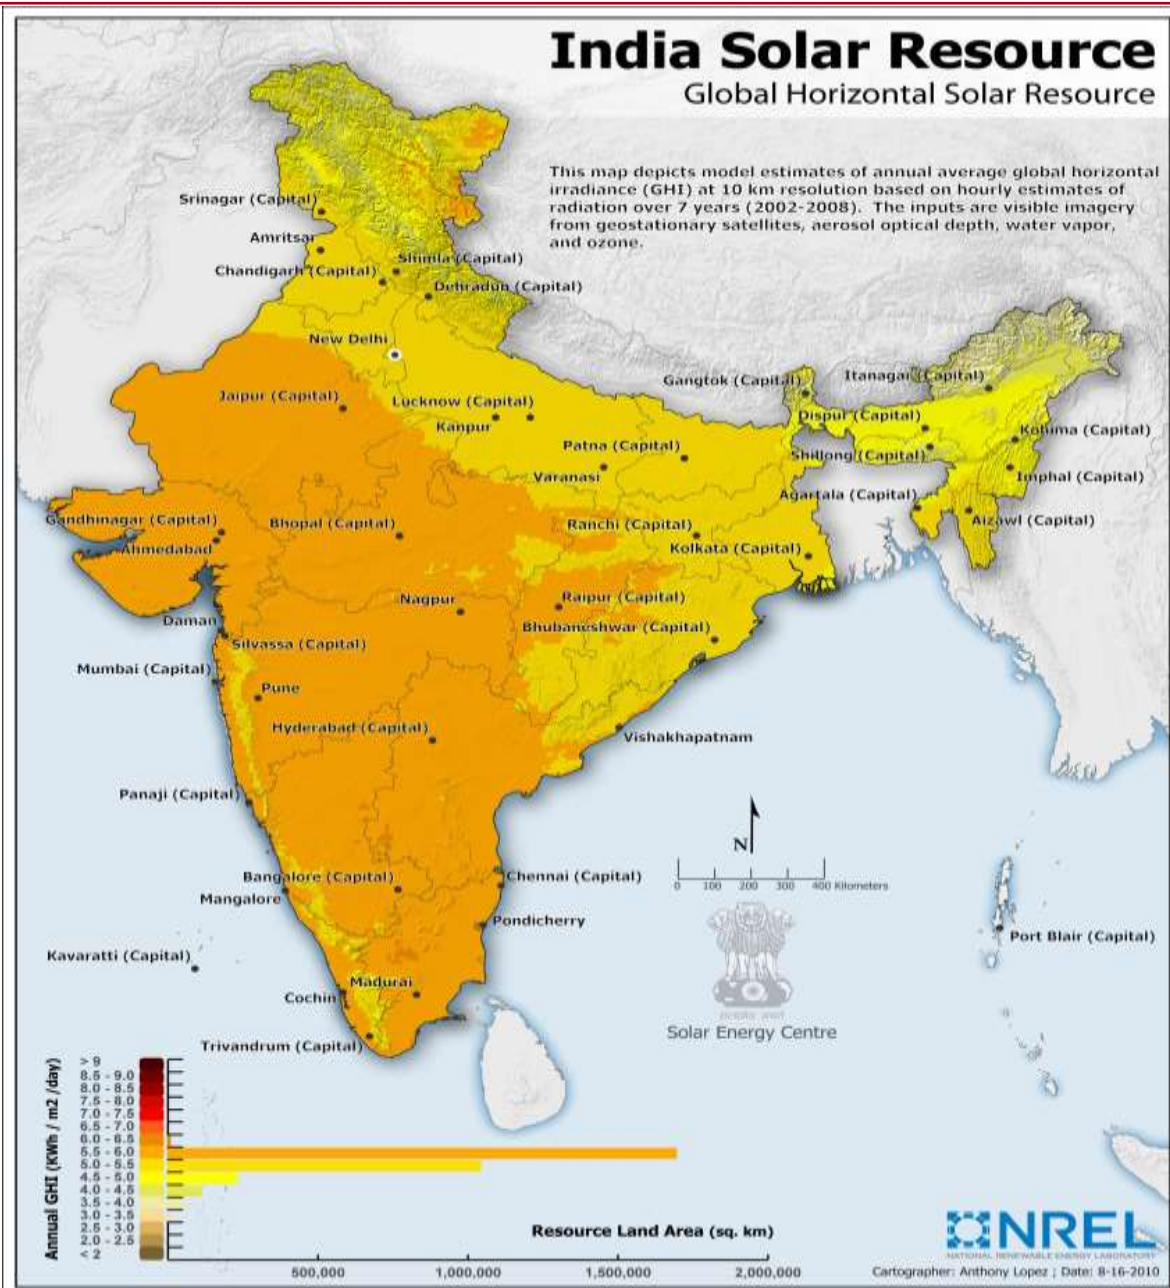 India Solar Resource
Global Horizontal Solar Resource
This map depicts model estimates of annual average global horizontal
irradiance (GHI) at 10 km resolution based on hourly estimates of
radiation over 7 years (2002-2008). The inputs are visible imagery
from geostationary satellites, aerosol optical depth, water vapor,
and ozone.
Srinagar (Capital)
Amritsar
Shimla (Capital)
Chandigarh (Capital)
Dehradun (Capital)
New Delhi
Gangtok (Capital)
Itanagar (Capital)
Jaipur (Capital)
Lucknow (Capital)
Dispur (Capital)
Kanpur
Kohima (Capital)
Patna (Capital)
Shillong (Capital)
Varanasi
Imphal (Capital)
Agartala (Capital)
Gandhinagar (Capital)
Bhopal (Capital)
Ranchi (Capital)
Aizawl (Capital)
Ahmedabad
Kolkata (Capital)
Nagpur
Raipur (Capital)
Daman
Bhubaneshwar (Capital)
Silvassa (Capital)
Mumbai (Capital)
Pune
Hyderabad (Capital)
Vishakhapatnam
Panaji (Capital)
N
Bangalore (Capital)
Chennai (Capital)
0 100 200 300 400 Kilometers
Mangalore
Pondicherry
Port Blair (Capital)
Kavaratti (Capital)
Madurai
Cochin
Solar Energy Centre
Trivandrum (Capital)
Annual GHI (KWh / m2 /day)
> 9
8.5 - 9.0
8.0 - 8.5
7.5 - 8.0
7.0 - 7.5
6.5 - 7.0
6.0 - 6.5
5.5 - 6.0
5.0 - 5.5
4.5 - 5.0
4.0 - 4.5
3.5 - 4.0
3.0 - 3.5
2.5 - 3.0
2.0 - 2.5
< 2
Resource Land Area (sq. km)
500,000 1,000,000 1,500,000 2,000,000
NREL
NATIONAL RENEWABLE ENERGY LABORATORY
Cartographer: Anthony Lopez ; Date: 8-16-2010